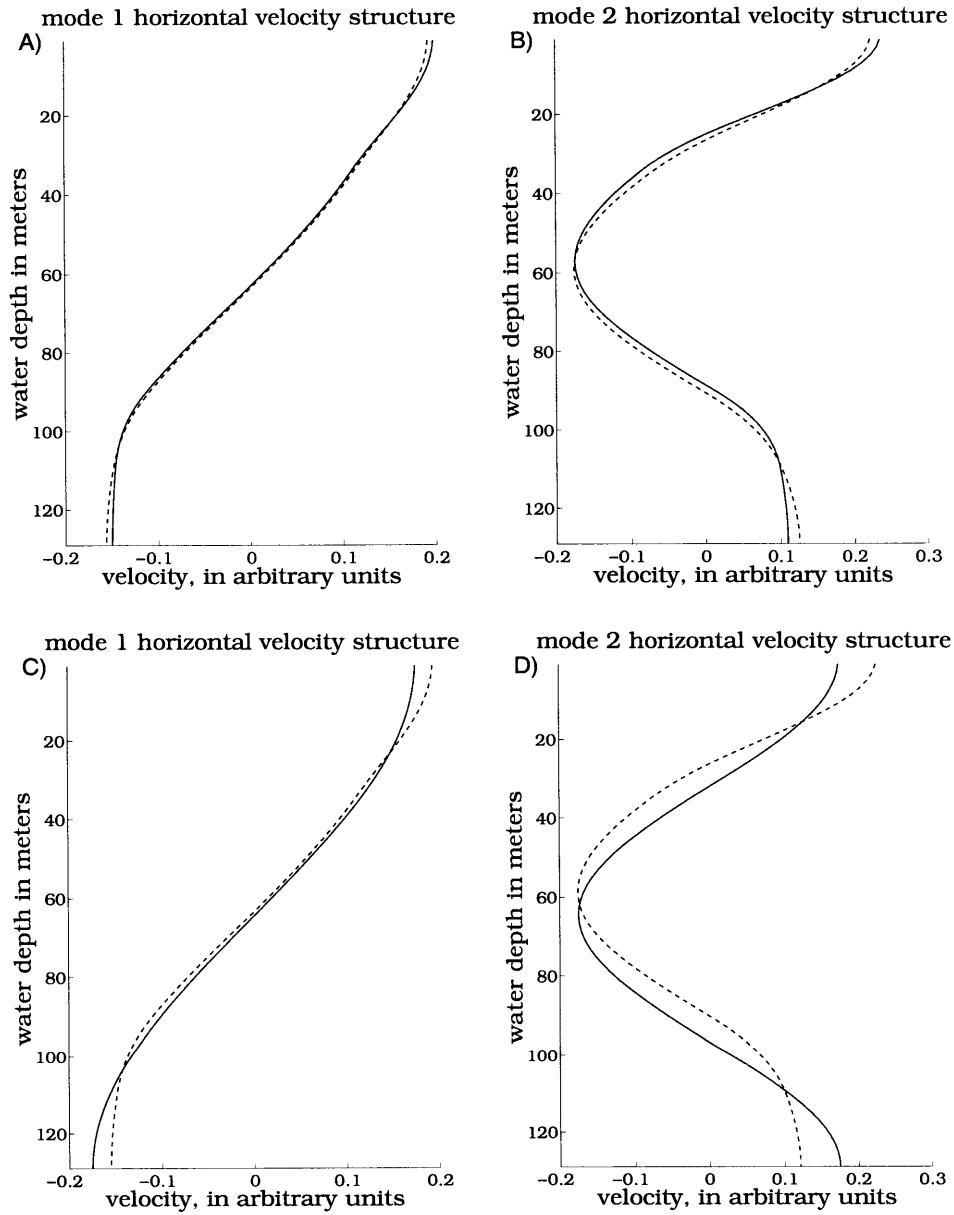 mode 1 horizontal velocity structure
A)
20
40
60
80
100
120
water depth in meters
−0.2 −0.1 0 0.1 0.2
velocity, in arbitrary units
mode 2 horizontal velocity structure
B)
20
40
60
80
100
120
water depth in meters
−0.2 −0.1 0 0.1 0.2 0.3
velocity, in arbitrary units
mode 1 horizontal velocity structure
C)
20
40
60
80
100
120
water depth in meters
−0.2 −0.1 0 0.1 0.2
velocity, in arbitrary units
mode 2 horizontal velocity structure
D)
20
40
60
80
100
120
water depth in meters
−0.2 −0.1 0 0.1 0.2 0.3
velocity, in arbitrary units